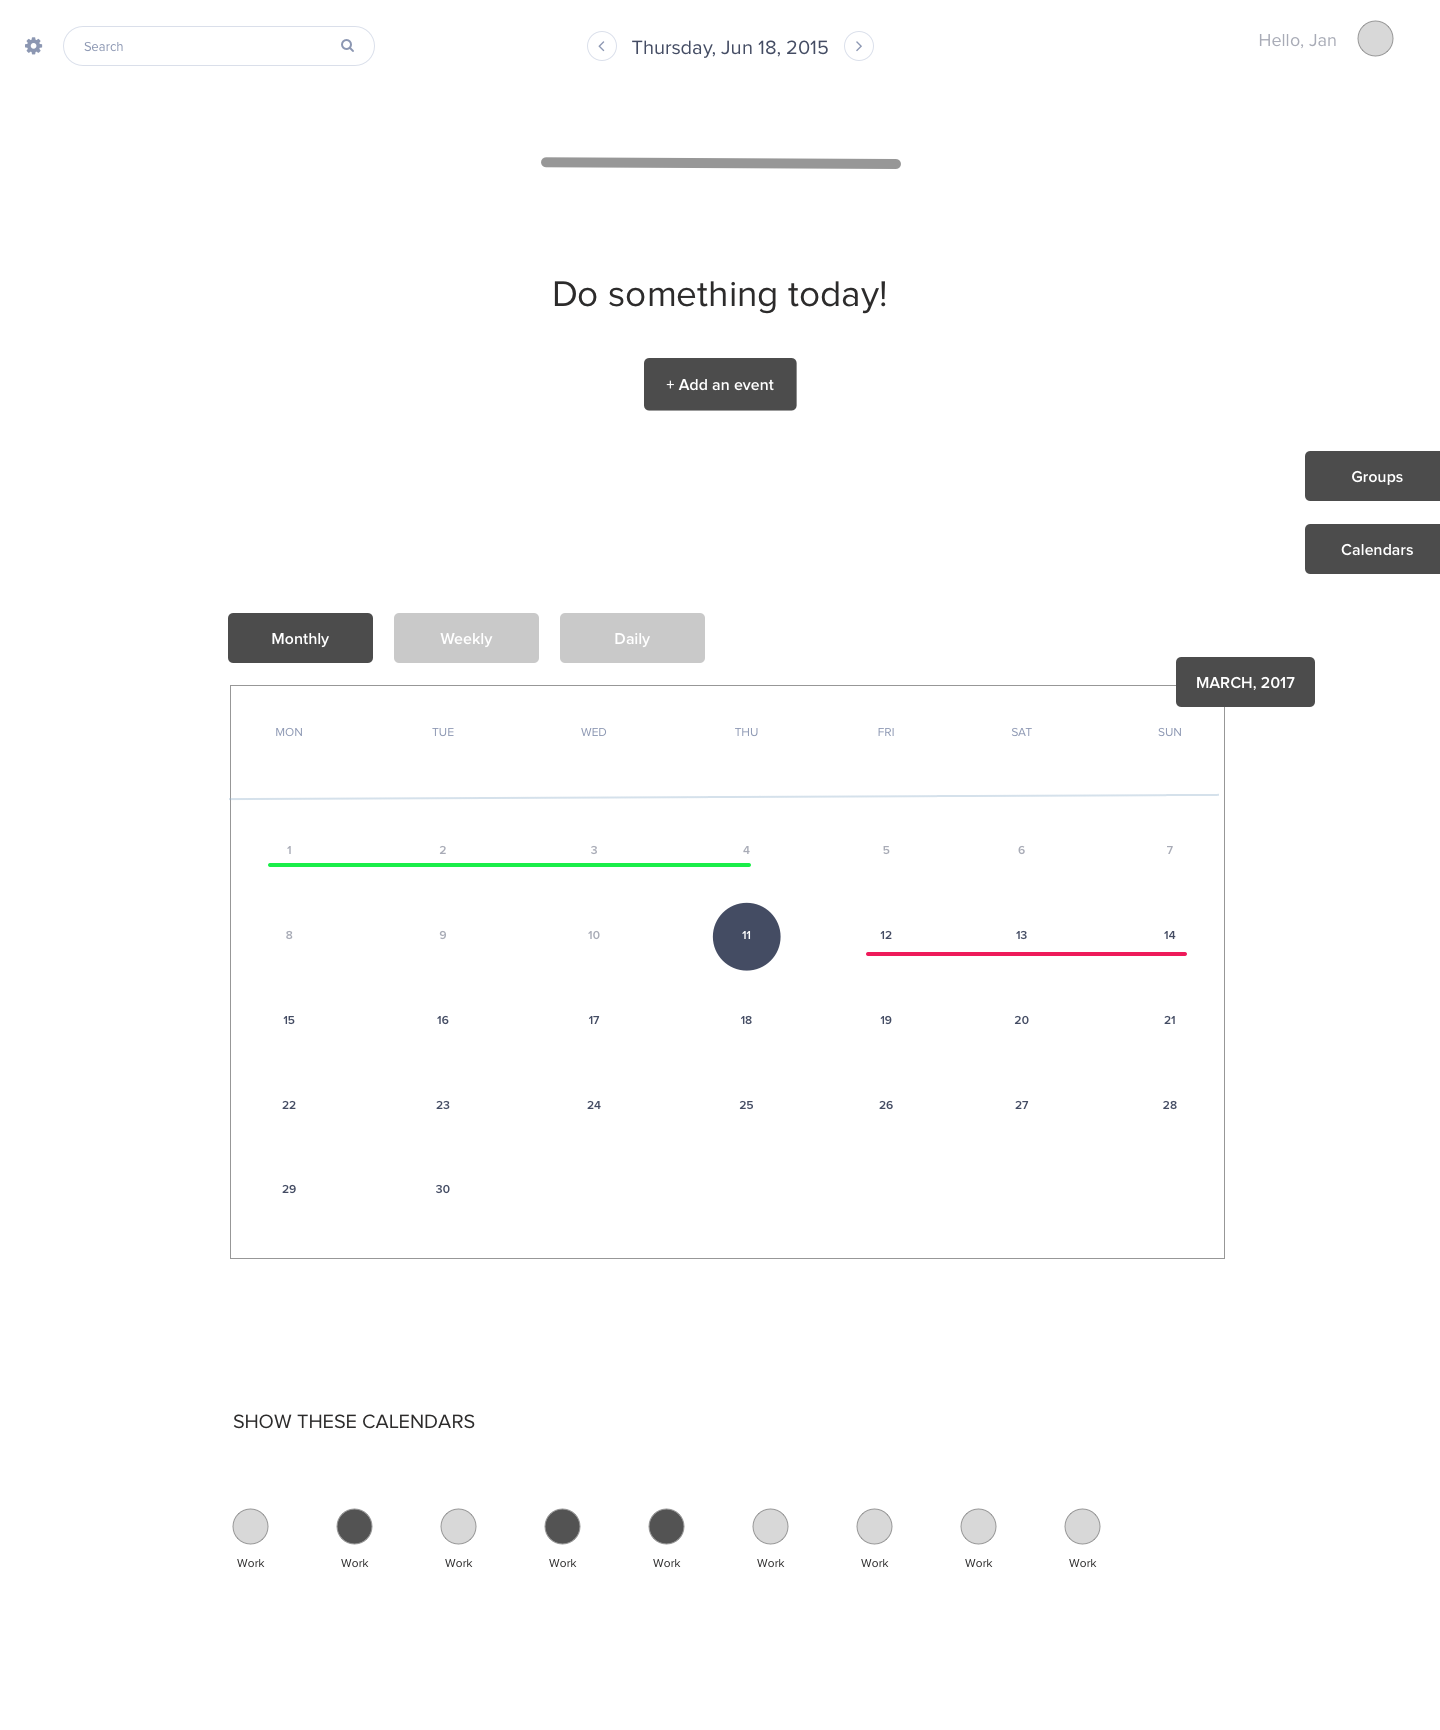 Search
Thursday, Jun 18, 2015
Hello, Jan
Do something today!
+ Add an event
Groups
Calendars
Monthly Weekly Daily
MARCH, 2017
MON TUE WED THU FRI SAT SUN
1 2 3 4 5 6 7
8 9 10 11 12 13 14
15 16 17 18 19 20 21
22 23 24 25 26 27 28
29 30
SHOW THESE CALENDARS
Work Work Work Work Work Work Work Work Work